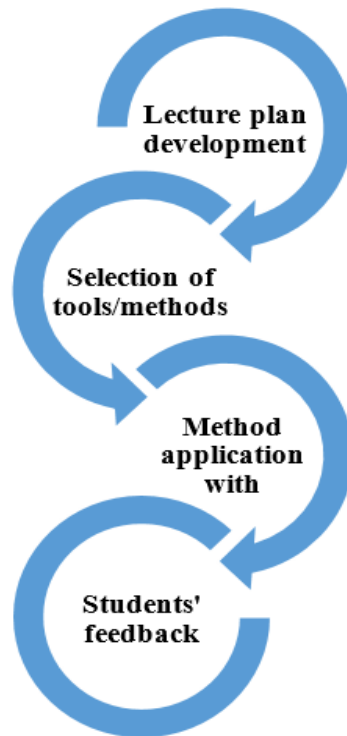 Lecture plan
development
Selection of
tools/methods
Method
application
with
Students'
feedback